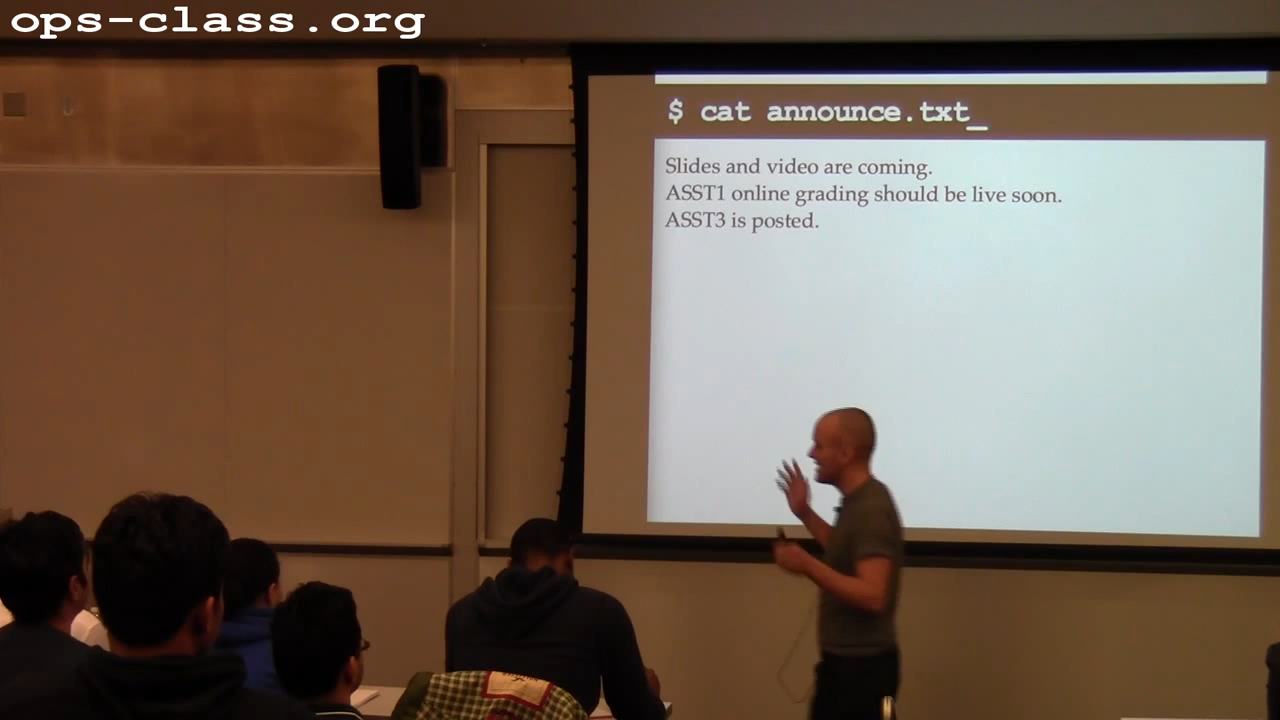 ops-class.org
$ cat announce.txt_
Slides and video are coming.
ASST1 online grading should be live soon.
ASST3 is posted.